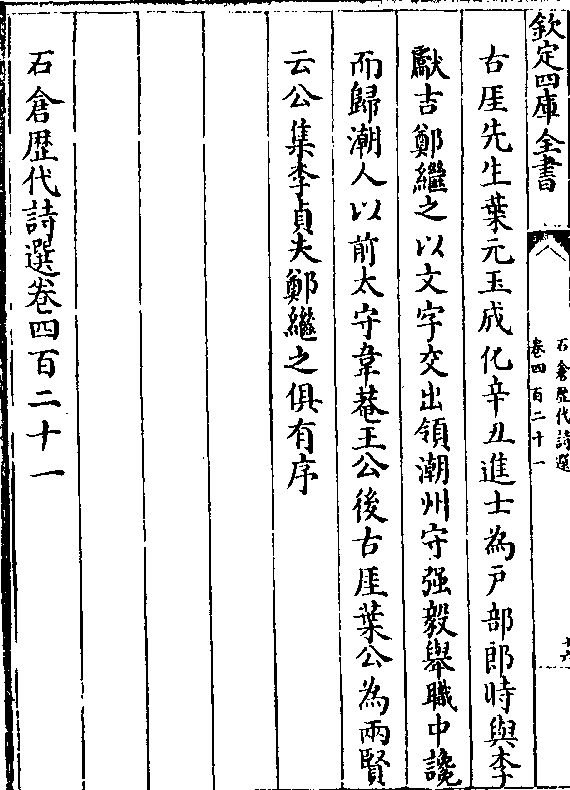 欽定四庫全書
石倉歴代詩選
卷四百二十一
十六
古厓先生葉元玉成化辛丑進士為戸部郎時與李
獻吉鄭繼之以文字交出領潮州守强毅舉職中讒
而歸潮人以前太守韋菴王公後古厓葉公為兩賢
云公集李貞夫鄭繼之俱有序
石倉歴代詩選卷四百二十一